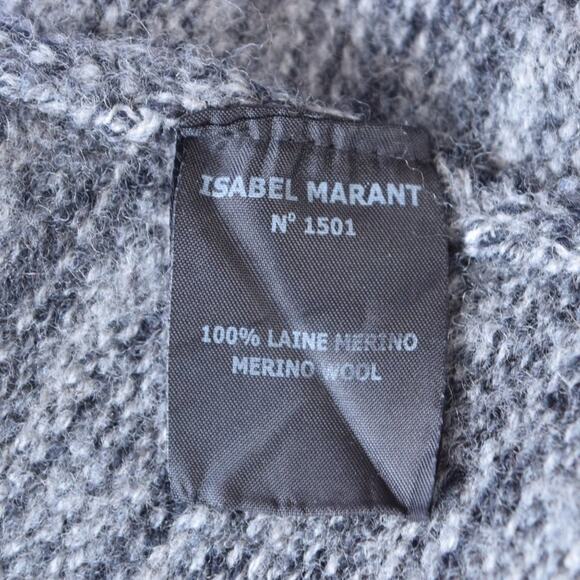 ISABEL MARANT
N° 1501
100% LAINE MERINO
MERINO WOOL